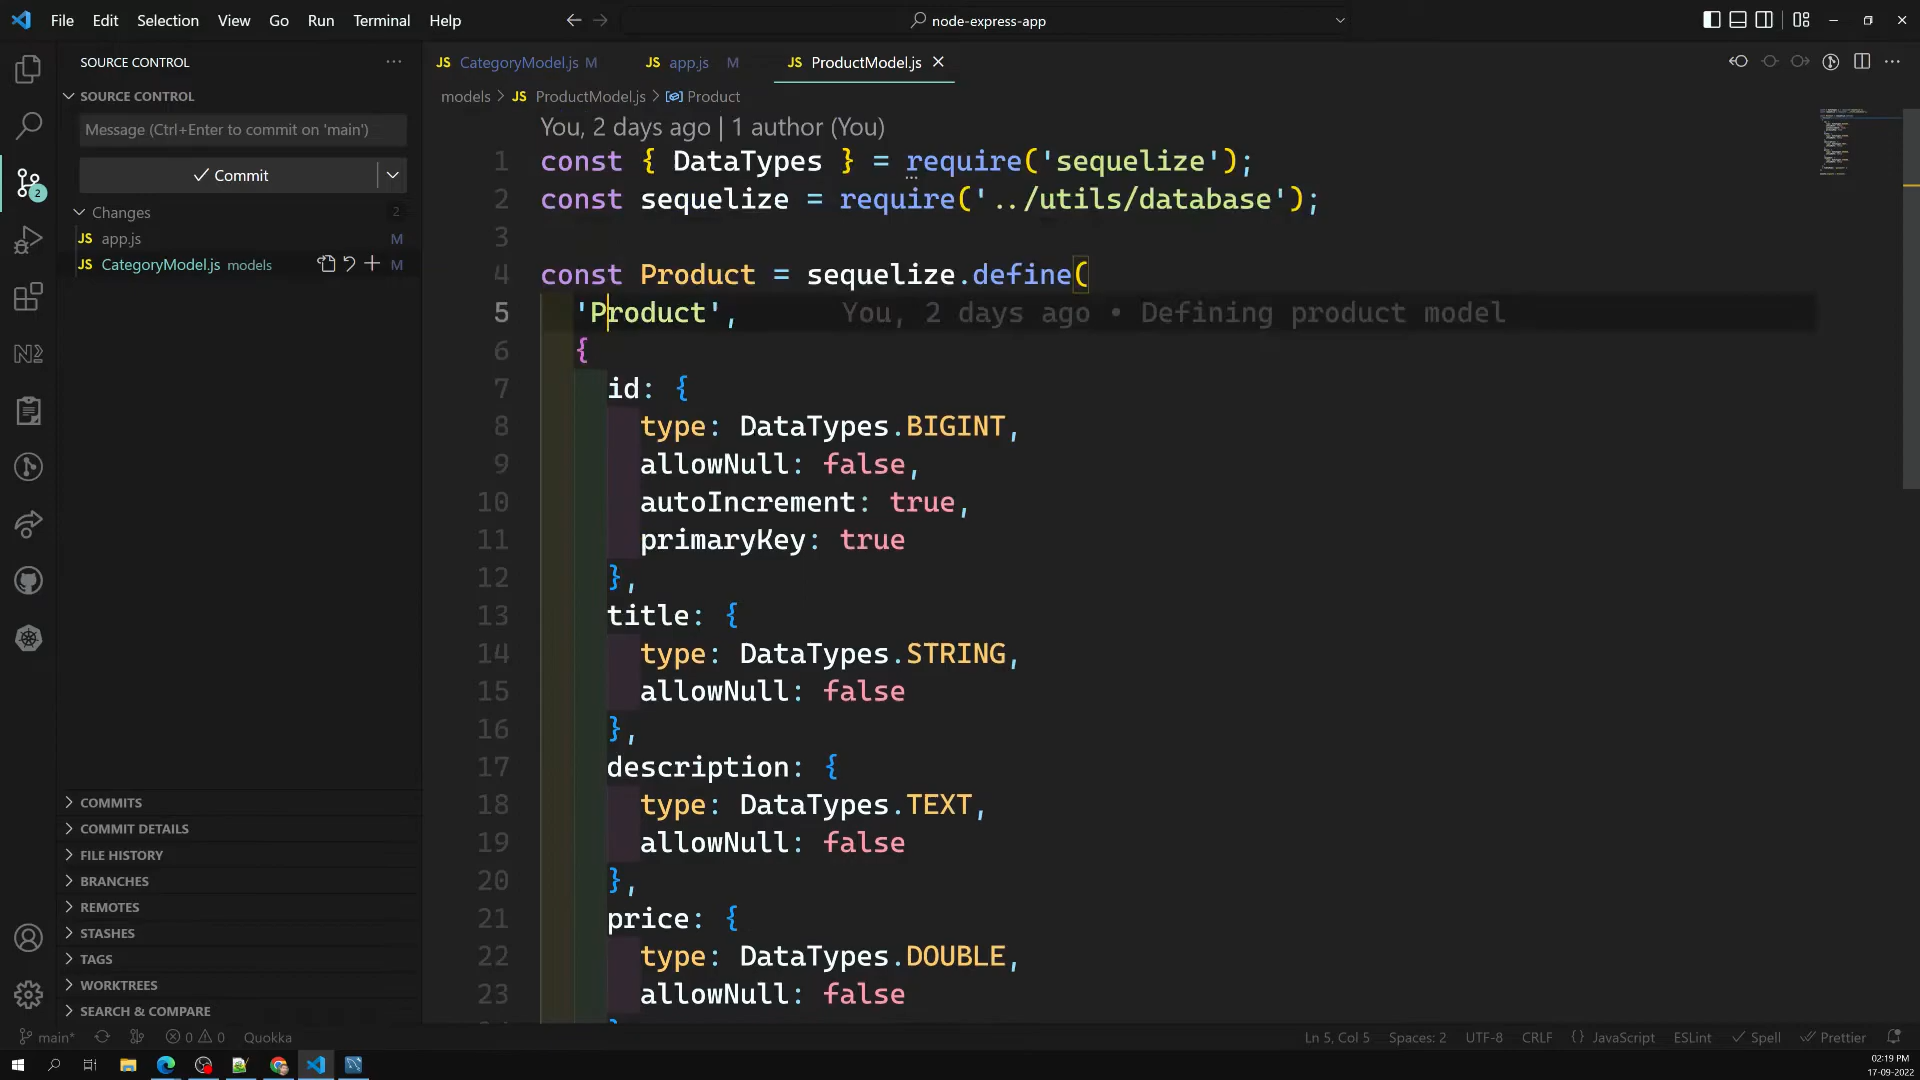 File Edit Selection View Go Run Terminal Help
node-express-app
SOURCE CONTROL
SOURCE CONTROL
Message (Ctrl+Enter to commit on 'main')
Commit
Changes 2
JS app.js M
JS CategoryModel.js models M
2
COMMITS
COMMIT DETAILS
FILE HISTORY
BRANCHES
REMOTES
STASHES
TAGS
WORKTREES
SEARCH & COMPARE
JS CategoryModel.js M JS app.js M JS ProductModel.js
models > JS ProductModel.js > Product
You, 2 days ago | 1 author (You)
1 const { DataTypes } = require('sequelize');
2 const sequelize = require('../utils/database');
3
4 const Product = sequelize.define(
5 'Product', You, 2 days ago • Defining product model
6 {
7 id: {
8 type: DataTypes.BIGINT,
9 allowNull: false,
10 autoIncrement: true,
11 primaryKey: true
12 },
13 title: {
14 type: DataTypes.STRING,
15 allowNull: false
16 },
17 description: {
18 type: DataTypes.TEXT,
19 allowNull: false
20 },
21 price: {
22 type: DataTypes.DOUBLE,
23 allowNull: false
main* 0 0 Quokka Ln 5, Col 5 Spaces: 2 UTF-8 CRLF {} JavaScript ESLint Spell Prettier
02:19 PM
17-09-2022